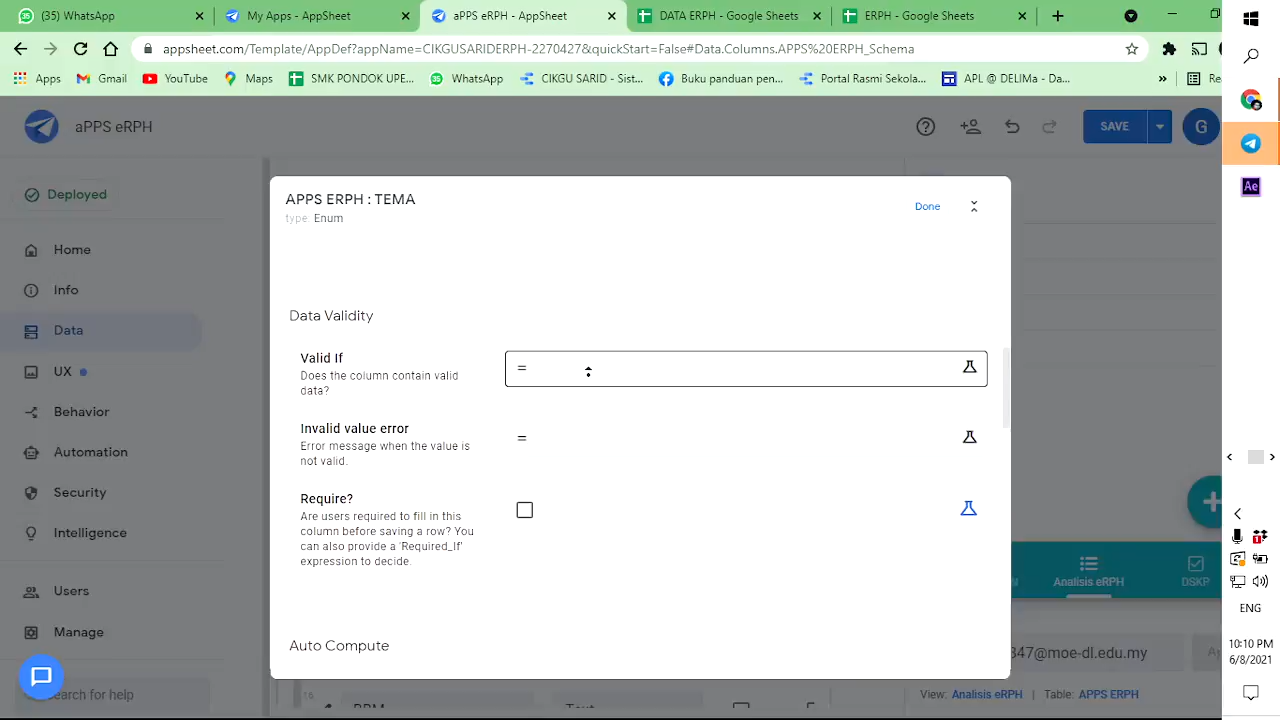 (35) WhatsApp
My Apps - AppSheet
aPPS eRPH - AppSheet
DATA ERPH - Google Sheets
ERPH - Google Sheets
appsheet.com/Template/AppDef?appName=CIKGUSARIDERPH-2270427&quickStart=False#Data.Columns.APPS%20ERPH_Schema
Apps
Gmail
YouTube
Maps
SMK PONDOK UPE...
WhatsApp
CIKGU SARID - Sist...
Buku panduan pen...
Portal Rasmi Sekola...
APL @ DELIMa - Da...
Re
aPPS eRPH
SAVE
G
Deployed
Home
Info
Data
UX
Behavior
Automation
Security
Intelligence
Users
Manage
Search for help
APPS ERPH : TEMA
type: Enum
Done
Data Validity
Valid If
Does the column contain valid
data?
=
Invalid value error
Error message when the value is
not valid.
=
Require?
Are users required to fill in this
column before saving a row? You
can also provide a 'Required_If'
expression to decide.
Auto Compute
16
Text
N
Analisis eRPH
DSKP
347@moe-dl.edu.my
Ap
View: Analisis eRPH | Table: APPS ERPH
Ae
ENG
10:10 PM
6/8/2021